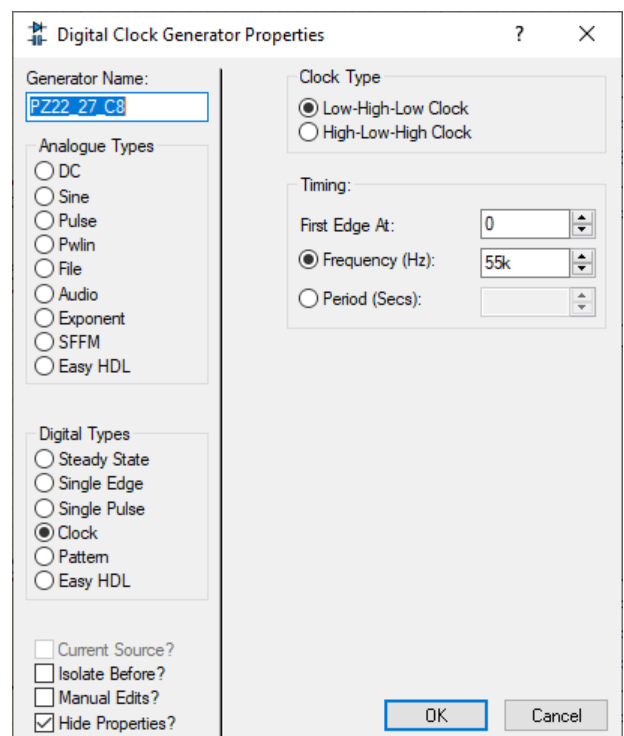 Digital Clock Generator Properties ?
Generator Name:
PZ22_27_C8
Analogue Types
DC
Sine
Pulse
Pwlin
File
Audio
Exponent
SFFM
Easy HDL
Digital Types
Steady State
Single Edge
Single Pulse
Clock
Pattern
Easy HDL
Current Source?
Isolate Before?
Manual Edits?
Hide Properties?
Clock Type
Low-High-Low Clock
High-Low-High Clock
Timing:
First Edge At: 0
Frequency (Hz): 55k
Period (Secs):
OK Cancel